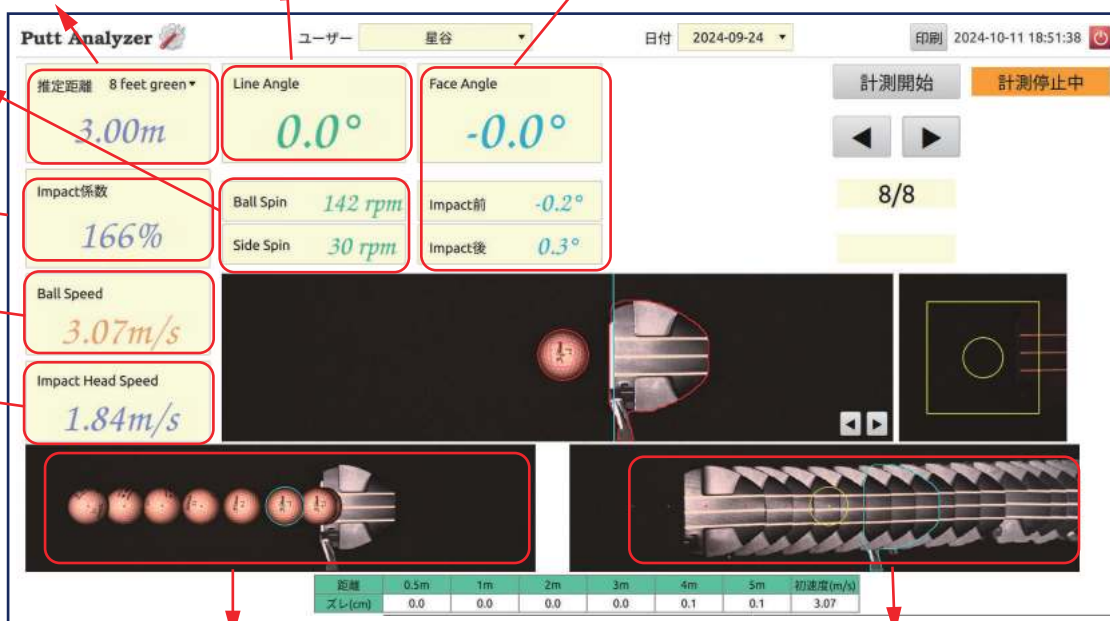 Putt Analyzer
ユーザー 星谷 ▼ 日付 2024-09-24 ▼ 印刷 2024-10-11 18:51:38
推定距離 8 feet green ▼
3.00m
Line Angle
0.0°
Face Angle
-0.0°
計測開始 計測停止中
◀ ▶
Impact係数
166%
Ball Spin 142 rpm
Side Spin 30 rpm
Impact前 -0.2°
Impact後 0.3°
8/8
Ball Speed
3.07m/s
Impact Head Speed
1.84m/s
距離 0.5m 1m 2m 3m 4m 5m 初速度(m/s)
ズレ(cm) 0.0 0.0 0.0 0.0 0.1 0.1 3.07